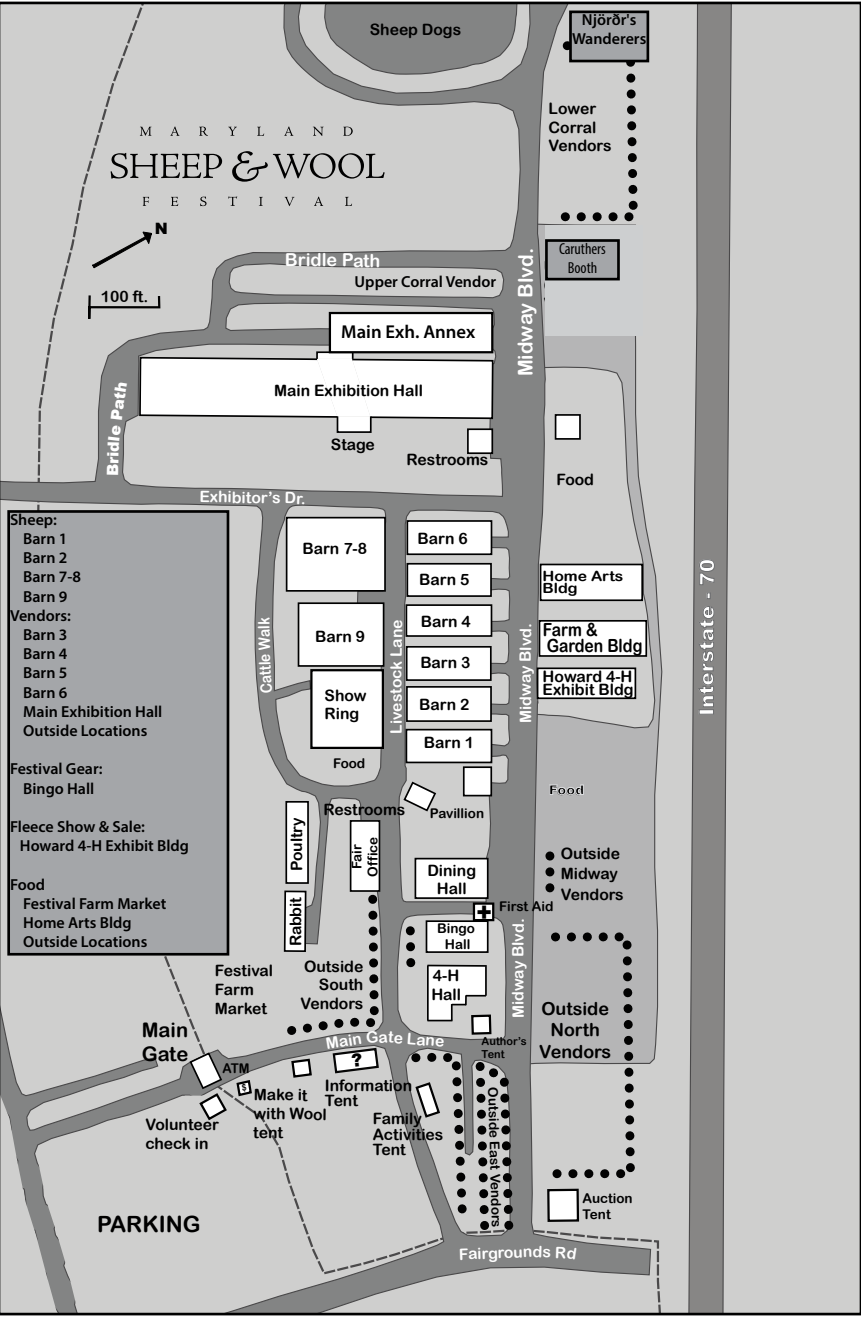 Sheep Dogs
Njörðr's
Wanderers
Lower
Corral
Vendors
MARYLAND
SHEEP & WOOL
FESTIVAL
N
100 ft.
Bridle Path
Upper Corral Vendor
Midway Blvd.
Caruthers
Booth
Main Exh. Annex
Main Exhibition Hall
Bridle Path
Stage
Restrooms
Food
Exhibitor's Dr.
Sheep:
Barn 1
Barn 2
Barn 7-8
Barn 9
Vendors:
Barn 3
Barn 4
Barn 5
Barn 6
Main Exhibition Hall
Outside Locations
Festival Gear:
Bingo Hall
Fleece Show & Sale:
Howard 4-H Exhibit Bldg
Food
Festival Farm Market
Home Arts Bldg
Outside Locations
Barn 7-8
Barn 6
Barn 5
Barn 4
Barn 9
Barn 3
Barn 2
Barn 1
Show
Ring
Food
Cattle Walk
Livestock Lane
Midway Blvd.
Home Arts
Bldg
Farm &
Garden Bldg
Howard 4-H
Exhibit Bldg
Interstate - 70
Food
Restrooms
Pavillion
Poultry
Fair
Office
Rabbit
Dining
Hall
First Aid
Bingo
Hall
4-H
Hall
Midway Blvd.
Outside
Midway
Vendors
Festival
Farm
Market
Outside
South
Vendors
Outside
North
Vendors
Main
Gate
Main Gate Lane
Author's
Tent
ATM
$
?
Make it
with Wool
tent
Information
Tent
Volunteer
check in
Family
Activities
Tent
Outside East Vendors
Auction
Tent
PARKING
Fairgrounds Rd